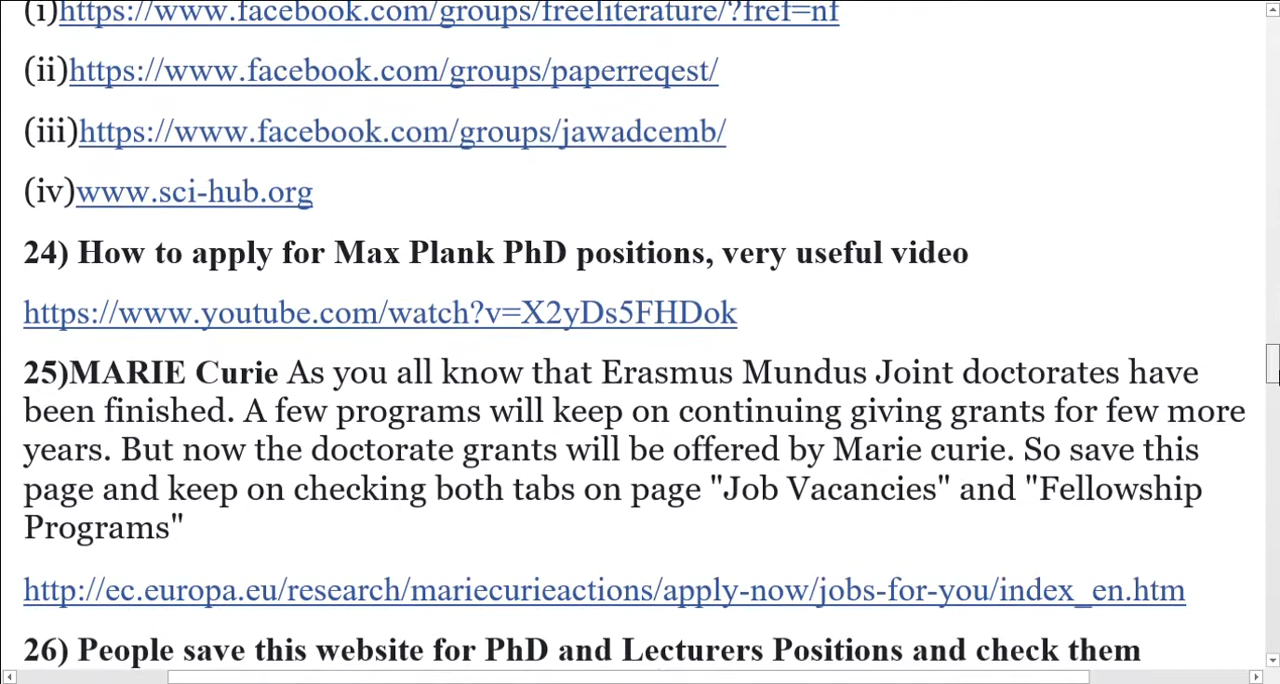 (i)https://www.facebook.com/groups/freeliterature/?fref=nf
(ii)https://www.facebook.com/groups/paperreqest/
(iii)https://www.facebook.com/groups/jawadcemb/
(iv)www.sci-hub.org
24) How to apply for Max Plank PhD positions, very useful video
https://www.youtube.com/watch?v=X2yDs5FHDok
25)MARIE Curie As you all know that Erasmus Mundus Joint doctorates have
been finished. A few programs will keep on continuing giving grants for few more
years. But now the doctorate grants will be offered by Marie curie. So save this
page and keep on checking both tabs on page "Job Vacancies" and "Fellowship
Programs"
http://ec.europa.eu/research/mariecurieactions/apply-now/jobs-for-you/index_en.htm
26) People save this website for PhD and Lecturers Positions and check them